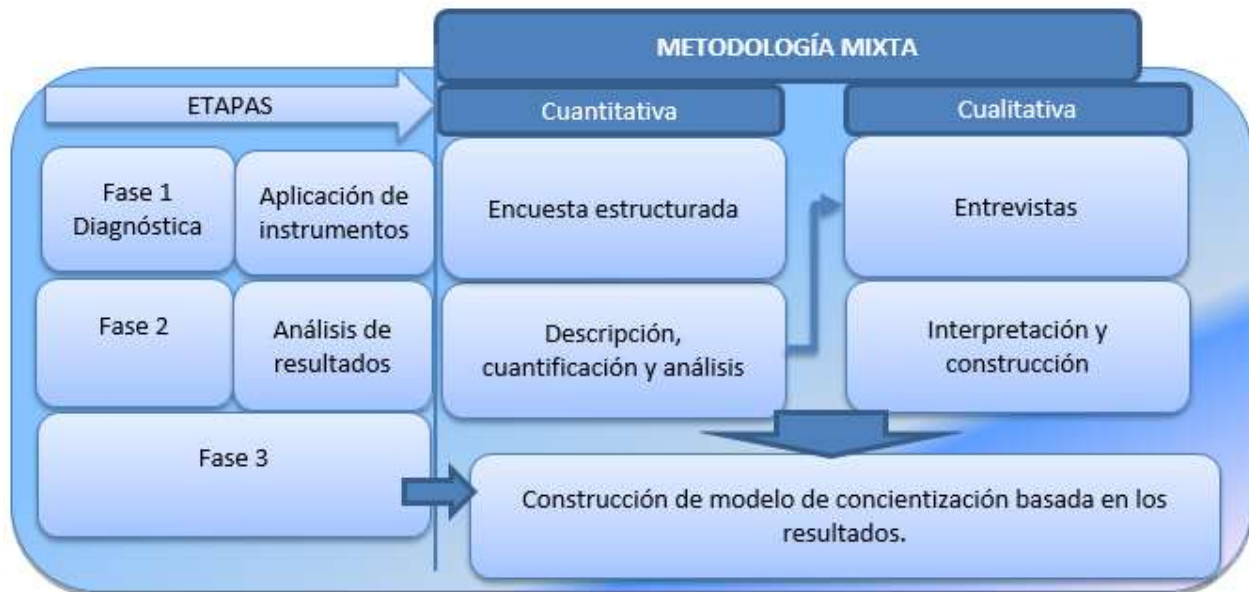 METODOLOGÍA MIXTA
ETAPAS
Cuantitativa
Cualitativa
Fase 1
Diagnóstica
Aplicación de
instrumentos
Encuesta estructurada
Entrevistas
Fase 2
Análisis de
resultados
Descripción,
cuantificación y análisis
Interpretación y
construcción
Fase 3
Construcción de modelo de concientización basada en los
resultados.